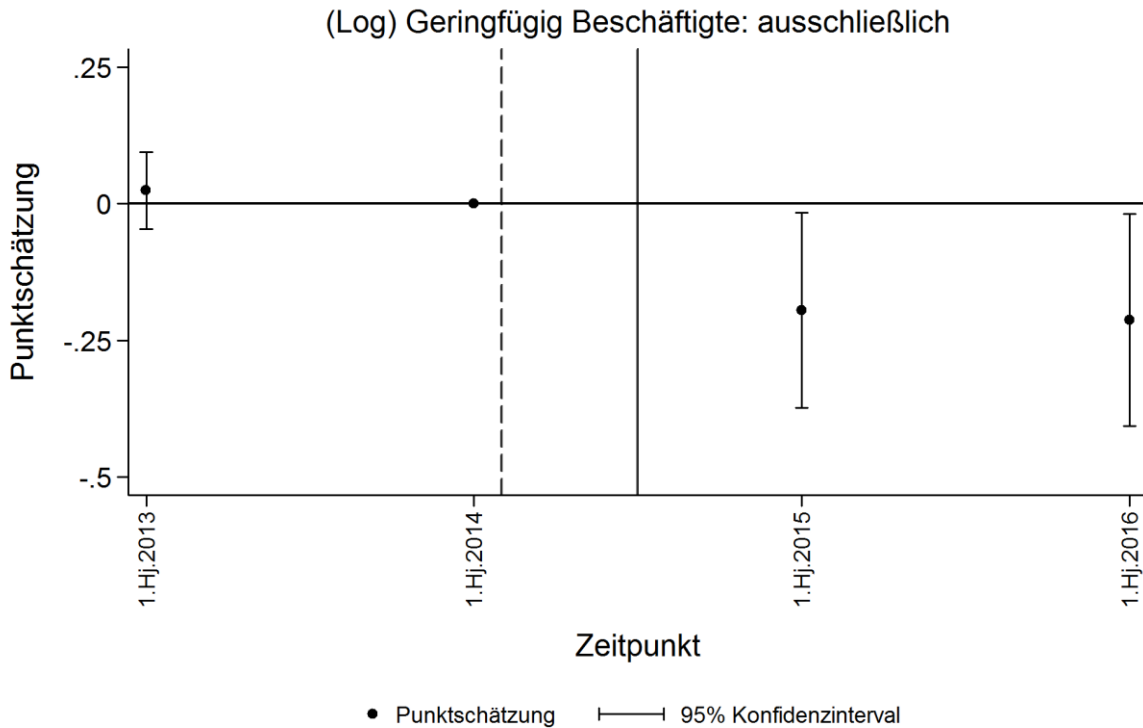 (Log) Geringfügig Beschäftigte: ausschließlich
Punktschätzung
.25
0
-.25
-.5
1.Hj.2013
1.Hj.2014
1.Hj.2015
1.Hj.2016
Zeitpunkt
Punktschätzung
95% Konfidenzinterval